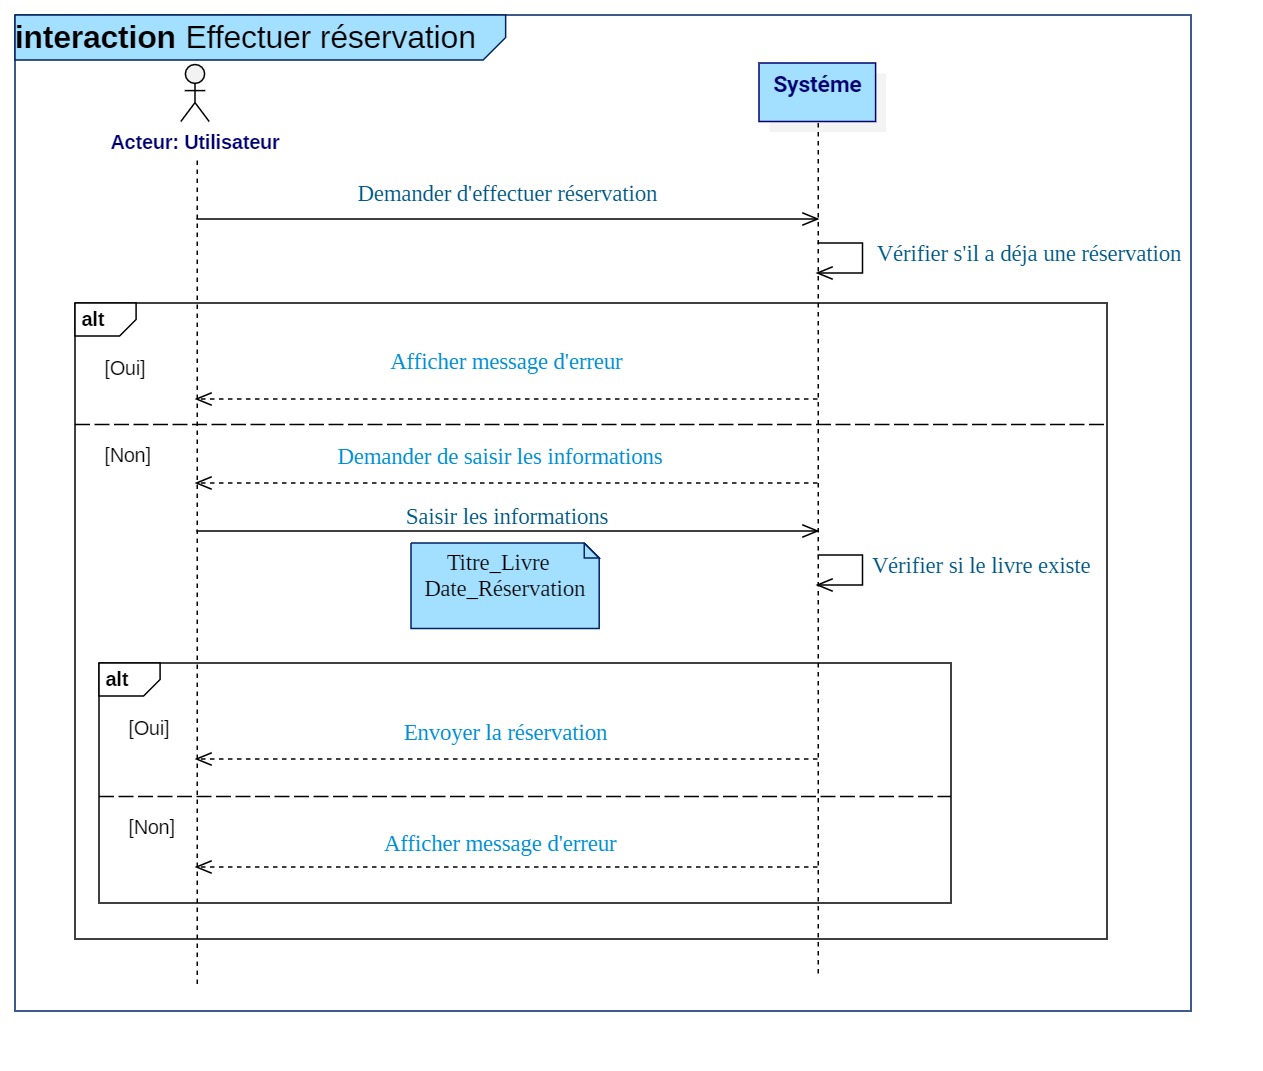 interaction Effectuer réservation
Systéme
Acteur: Utilisateur
Demander d'effectuer réservation
Vérifier s'il a déja une réservation
alt
[Oui]
Afficher message d'erreur
[Non]
Demander de saisir les informations
Saisir les informations
Titre_Livre
Date_Réservation
Vérifier si le livre existe
alt
[Oui]
Envoyer la réservation
[Non]
Afficher message d'erreur